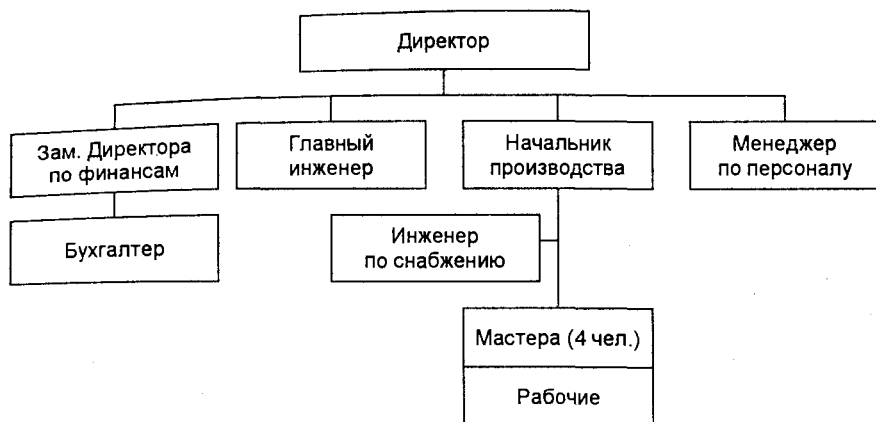 Директор
Зам. Директора
по финансам
Главный
инженер
Начальник
производства
Менеджер
по персоналу
Бухгалтер
Инженер
по снабжению
Мастера (4 чел.)
Рабочие